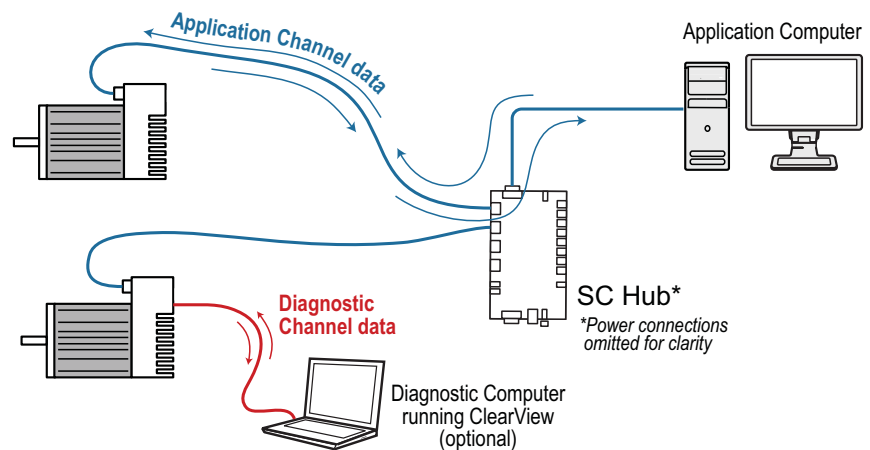 Application Channel data
Application Computer
SC Hub*
*Power connections
omitted for clarity
Diagnostic
Channel data
Diagnostic Computer
running ClearView
(optional)